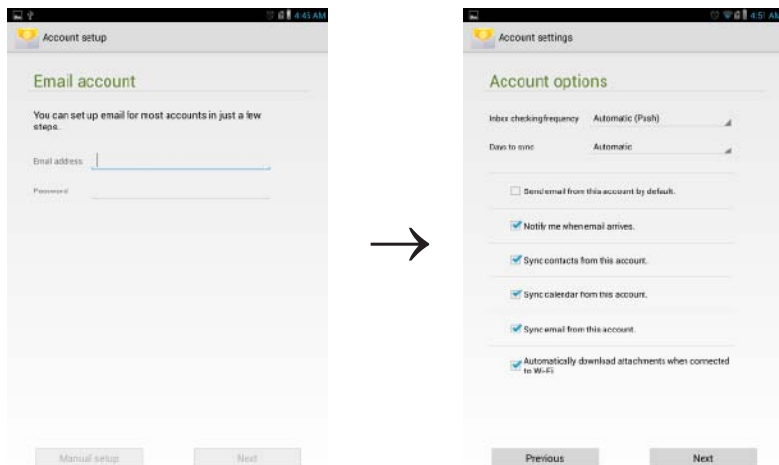 4:45 AM
Account setup
Email account
You can set up email for most accounts in just a few
steps.
Email address
Password
Manual setup
Next
→
4:51 AM
Account settings
Account options
Inbox checking frequency Automatic (Push)
Days to sync Automatic
Send email from this account by default.
Notify me when email arrives.
Sync contacts from this account.
Sync calendar from this account.
Sync email from this account.
Automatically download attachments when connected
to Wi-Fi
Previous
Next